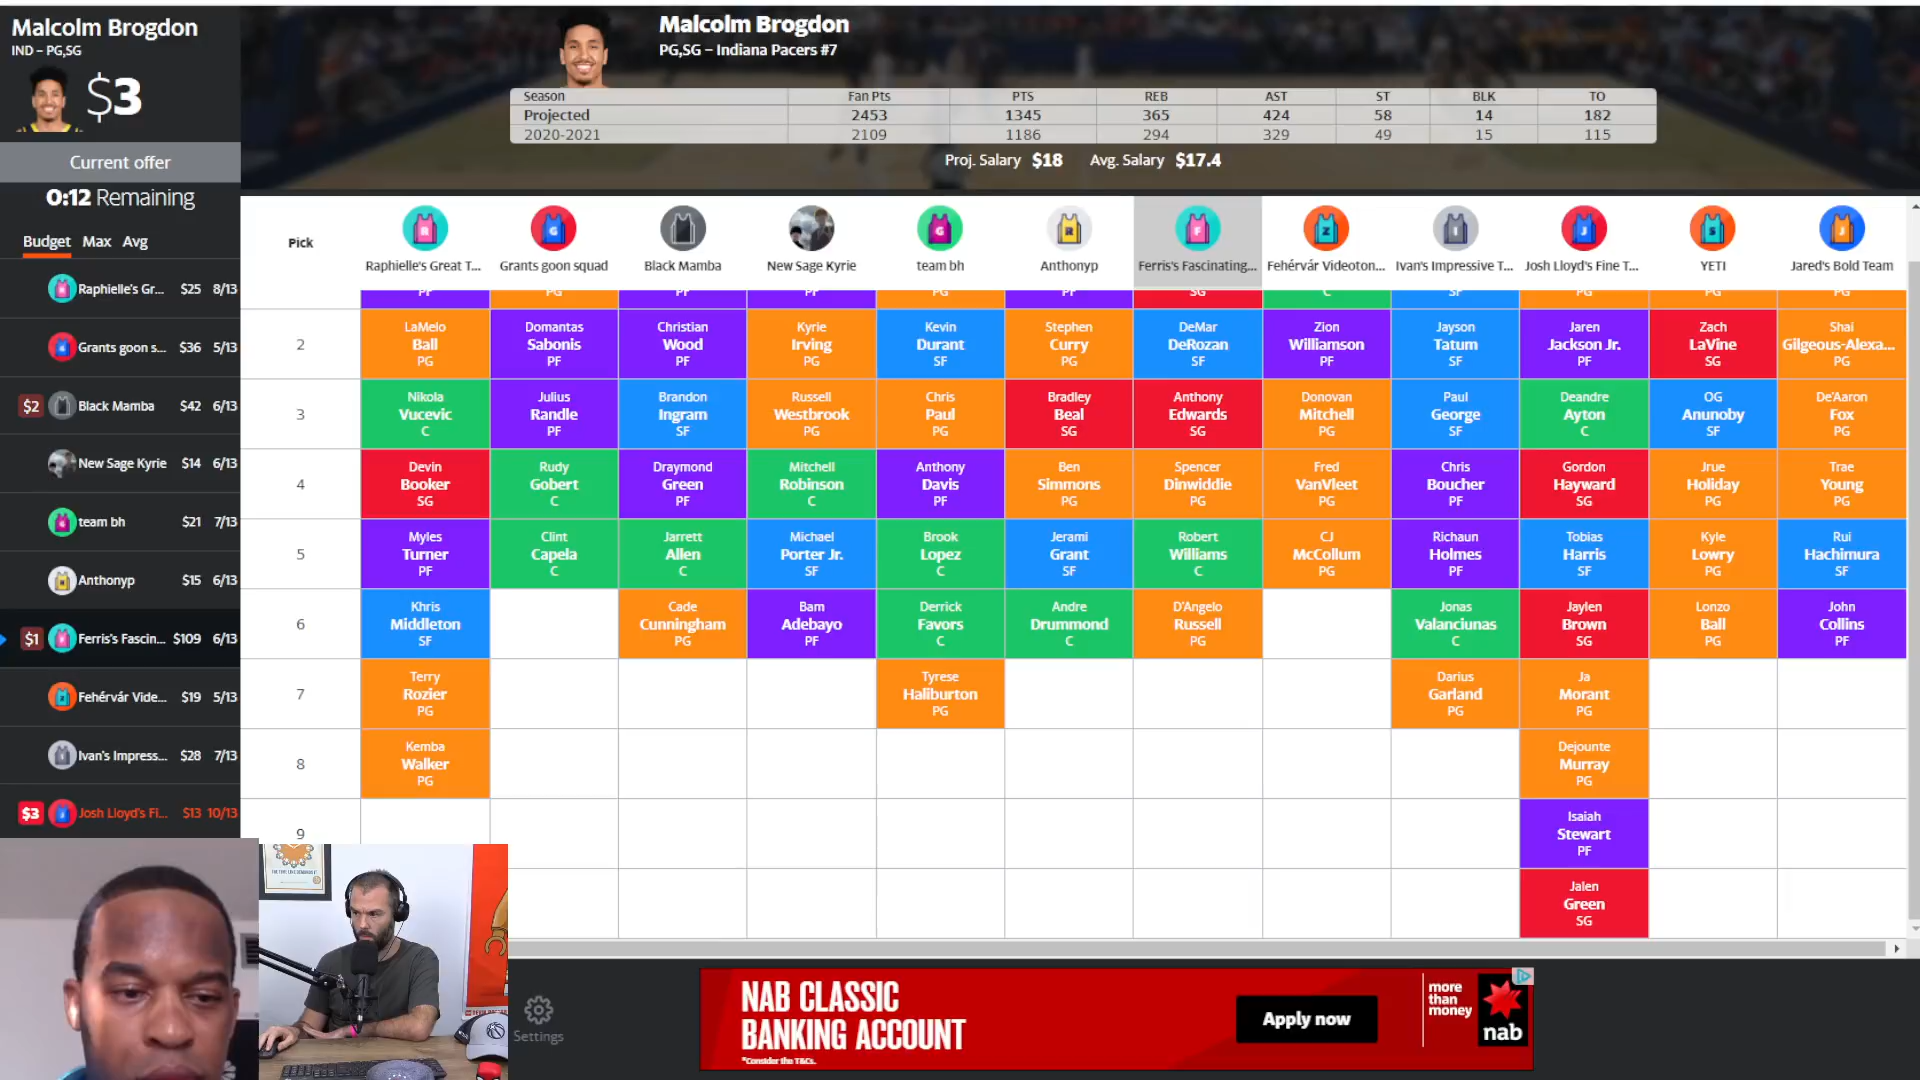 Malcolm Brogdon
IND – PG,SG
$3
Current offer
0:12 Remaining
Budget Max Avg
Raphielle's Gr... $25 8/13
Grants goon s... $36 5/13
$2 Black Mamba $42 6/13
New Sage Kyrie $14 6/13
team bh $21 7/13
Anthonyp $15 6/13
$1 Ferris's Fascin... $109 6/13
Fehérvár Vide... $19 5/13
Ivan's Impress... $28 7/13
$3 Josh Lloyd's Fi... $13 10/13
Malcolm Brogdon
PG,SG – Indiana Pacers #7
Season Fan Pts PTS REB AST ST BLK TO
Projected 2453 1345 365 424 58 14 182
2020-2021 2109 1186 294 329 49 15 115
Proj. Salary $18 Avg. Salary $17.4
Pick Raphielle's Great T... Grants goon squad Black Mamba New Sage Kyrie team bh Anthonyp Ferris's Fascinating... Fehérvár Videoton... Ivan's Impressive T... Josh Lloyd's Fine T... YETI Jared's Bold Team
PF PG PF PF PG PF SG C SF PG PG PG
LaMelo Domantas Christian Kyrie Kevin Stephen DeMar Zion Jayson Jaren Zach Shai
2 Ball Sabonis Wood Irving Durant Curry DeRozan Williamson Tatum Jackson Jr. LaVine Gilgeous-Alexa...
PG PF PF PG SF PG SF PF SF PF SG PG
Nikola Julius Brandon Russell Chris Bradley Anthony Donovan Paul Deandre OG De'Aaron
3 Vucevic Randle Ingram Westbrook Paul Beal Edwards Mitchell George Ayton Anunoby Fox
C PF SF PG PG SG SG PG SF C SF PG
Devin Rudy Draymond Mitchell Anthony Ben Spencer Fred Chris Gordon Jrue Trae
4 Booker Gobert Green Robinson Davis Simmons Dinwiddie VanVleet Boucher Hayward Holiday Young
SG C PF C PF PG PG PG PF SG PG PG
Myles Clint Jarrett Michael Brook Jerami Robert CJ Richaun Tobias Kyle Rui
5 Turner Capela Allen Porter Jr. Lopez Grant Williams McCollum Holmes Harris Lowry Hachimura
PF C C SF C SF C PG PF SF PG SF
Khris Cade Bam Derrick Andre D'Angelo Jonas Jaylen Lonzo John
6 Middleton Cunningham Adebayo Favors Drummond Russell Valanciunas Brown Ball Collins
SF PG PF C C PG C SG PG PF
Terry Tyrese Darius Ja
7 Rozier Haliburton Garland Morant
PG PG PG PG
Kemba Dejounte
8 Walker Murray
PG PG
Isaiah
9 Stewart
PF
Jalen
Green
SG
Settings
NAB CLASSIC
BANKING ACCOUNT
*Consider the T&Cs.
Apply now
more
than
money
nab